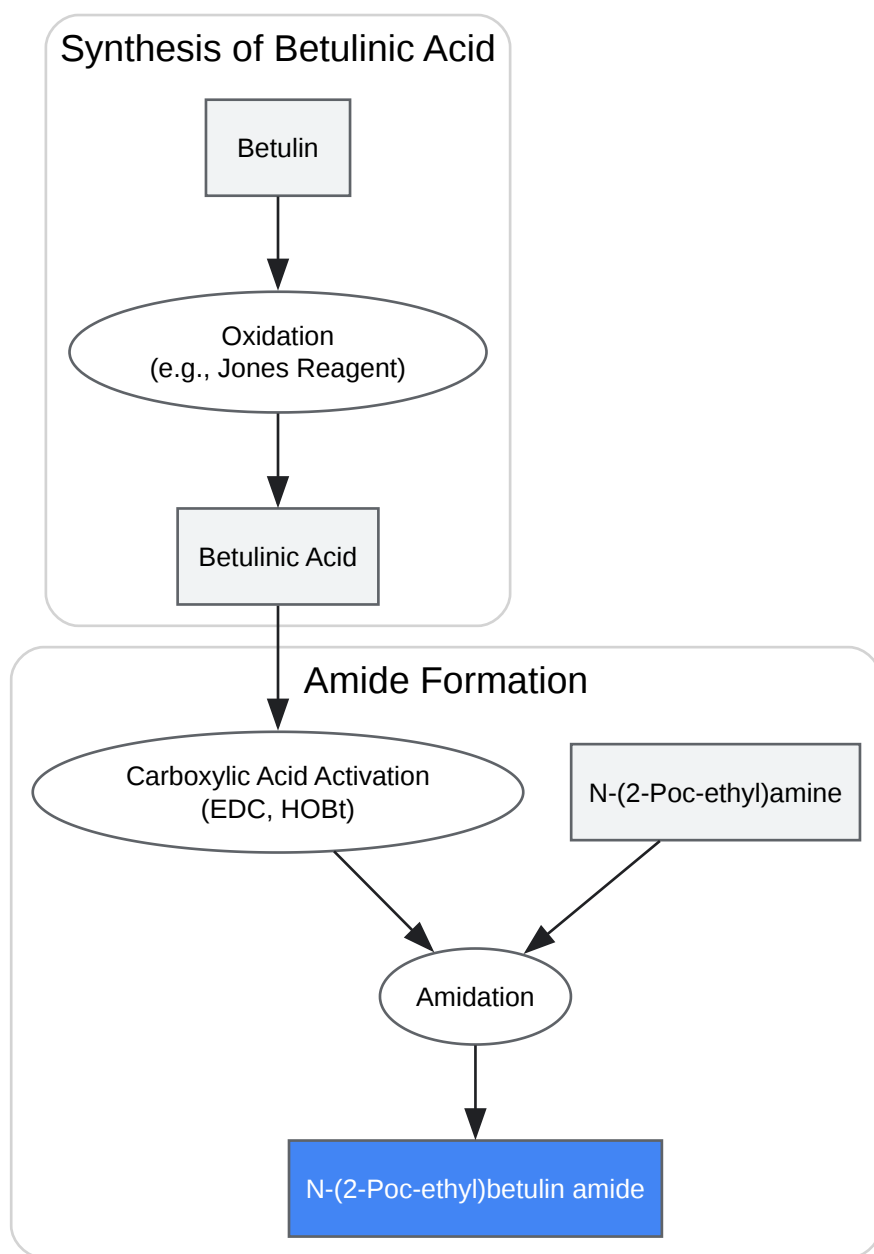 Synthesis of Betulinic Acid
Betulin
Oxidation
(e.g., Jones Reagent)
Betulinic Acid
Amide Formation
Carboxylic Acid Activation
(EDC, HOBt)
N-(2-Poc-ethyl)amine
Amidation
N-(2-Poc-ethyl)betulin amide